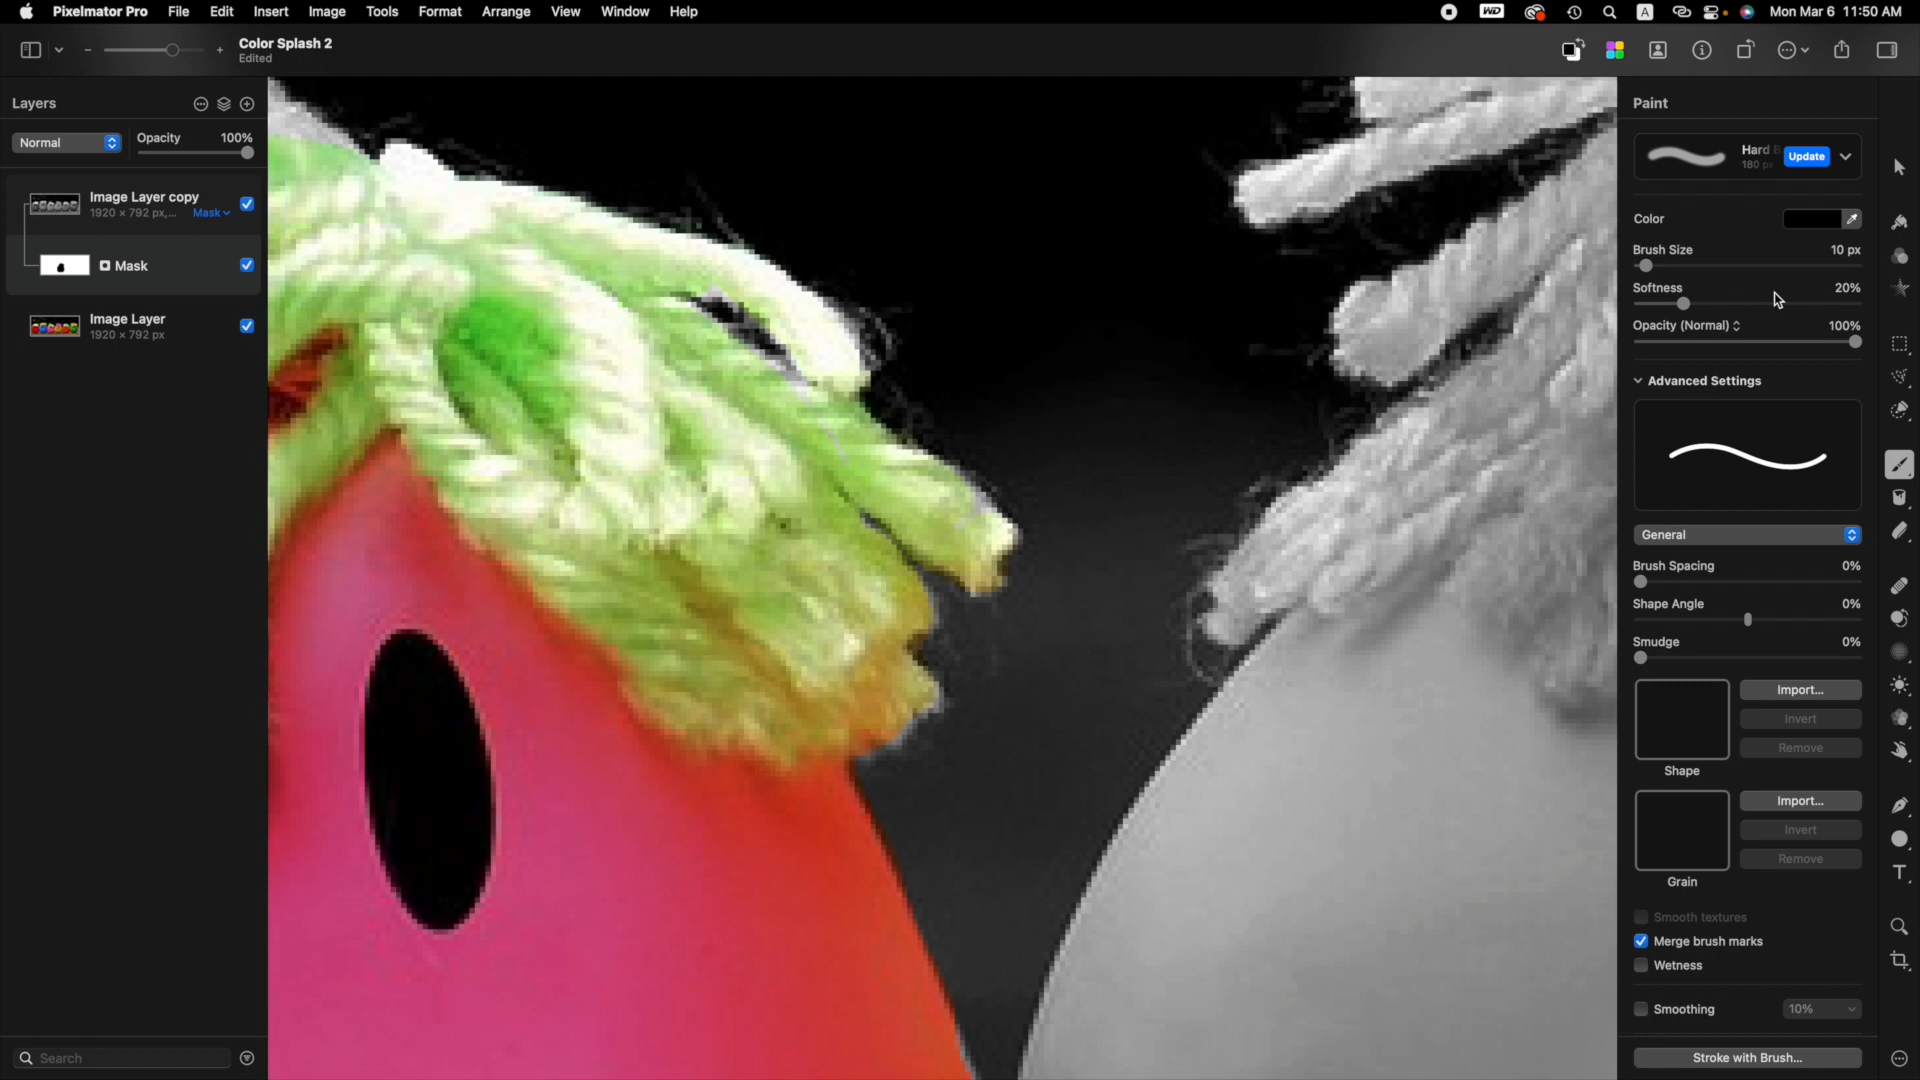 Pixelmator Pro File Edit Insert Image Tools Format Arrange View Window Help WD A Mon Mar 6 11:50 AM
Color Splash 2
Edited
Layers
Normal Opacity 100%
Image Layer copy
1920 × 792 px,... Mask
Mask
Image Layer
1920 × 792 px
Search
Paint
Hard
180 px
Update
Color
Brush Size 10 px
Softness 20%
Opacity (Normal) 100%
Advanced Settings
General
Brush Spacing 0%
Shape Angle 0%
Smudge 0%
Import...
Invert
Remove
Shape
Import...
Invert
Remove
Grain
Smooth textures
Merge brush marks
Wetness
Smoothing 10%
Stroke with Brush...
T